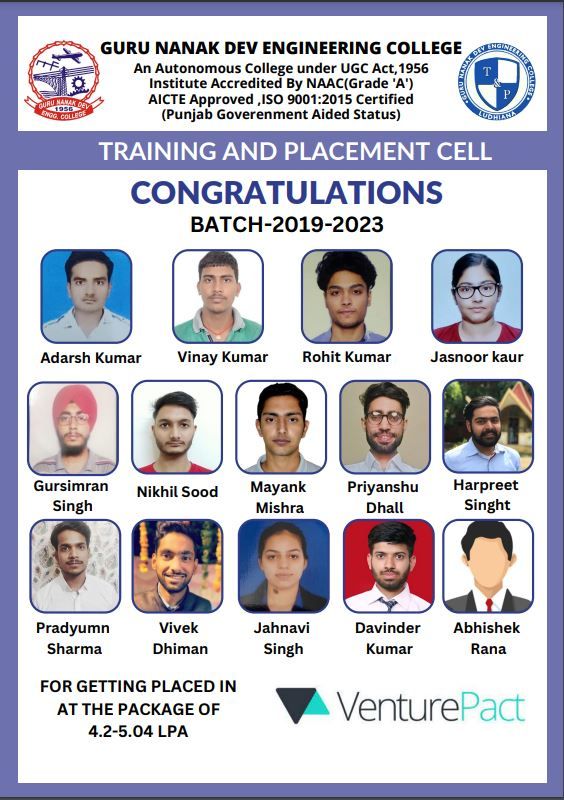 GURU NANAK DEV ENGINEERING COLLEGE
An Autonomous College under UGC Act,1956
Institute Accredited By NAAC(Grade 'A')
AICTE Approved ,ISO 9001:2015 Certified
(Punjab Goverenment Aided Status)
GURU NANAK DEV
1956
ENGG. COLLEGE
GURU NANAK DEV ENGINEERING COLLEGE
T & P
LUDHIANA
TRAINING AND PLACEMENT CELL
CONGRATULATIONS
BATCH-2019-2023
Adarsh Kumar Vinay Kumar Rohit Kumar Jasnoor kaur
Gursimran Singh
Nikhil Sood
Mayank Mishra
Priyanshu Dhall
Harpreet Singht
Pradyumn Sharma
Vivek Dhiman
Jahnavi Singh
Davinder Kumar
Abhishek Rana
FOR GETTING PLACED IN
AT THE PACKAGE OF
4.2-5.04 LPA
VenturePact